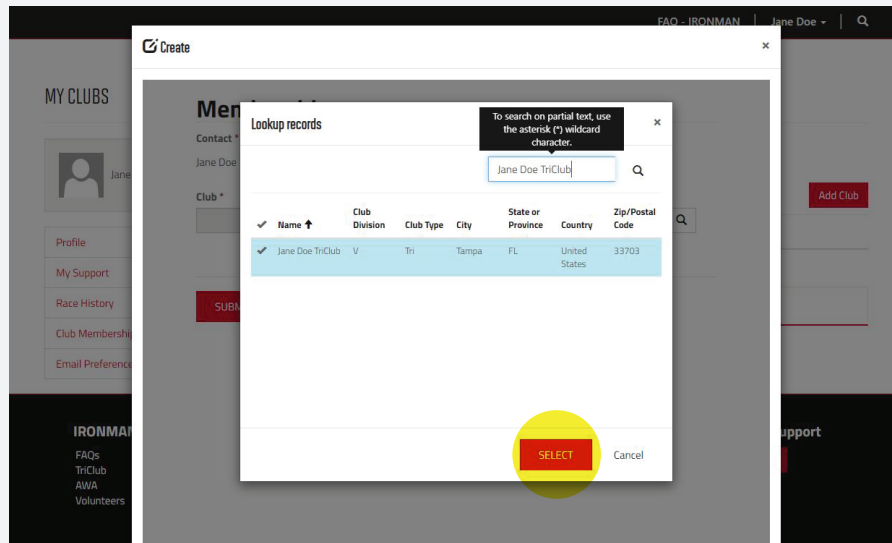 FAQ - IRONMAN
Jane Doe
Create
×
MY CLUBS
Jane
Add Club
Profile
My Support
Race History
Club Membership
Email Preference
Mem
Contact *
Jane Doe
Club *
SUBM
Lookup records
×
To search on partial text, use
the asterisk (*) wildcard
character.
Jane Doe TriClub
Name Club Division Club Type City State or Province Country Zip/Postal Code
Jane Doe TriClub V Tri Tampa FL United States 33703
SELECT
Cancel
IRONMAN
FAQs
TriClub
AWA
Volunteers
upport